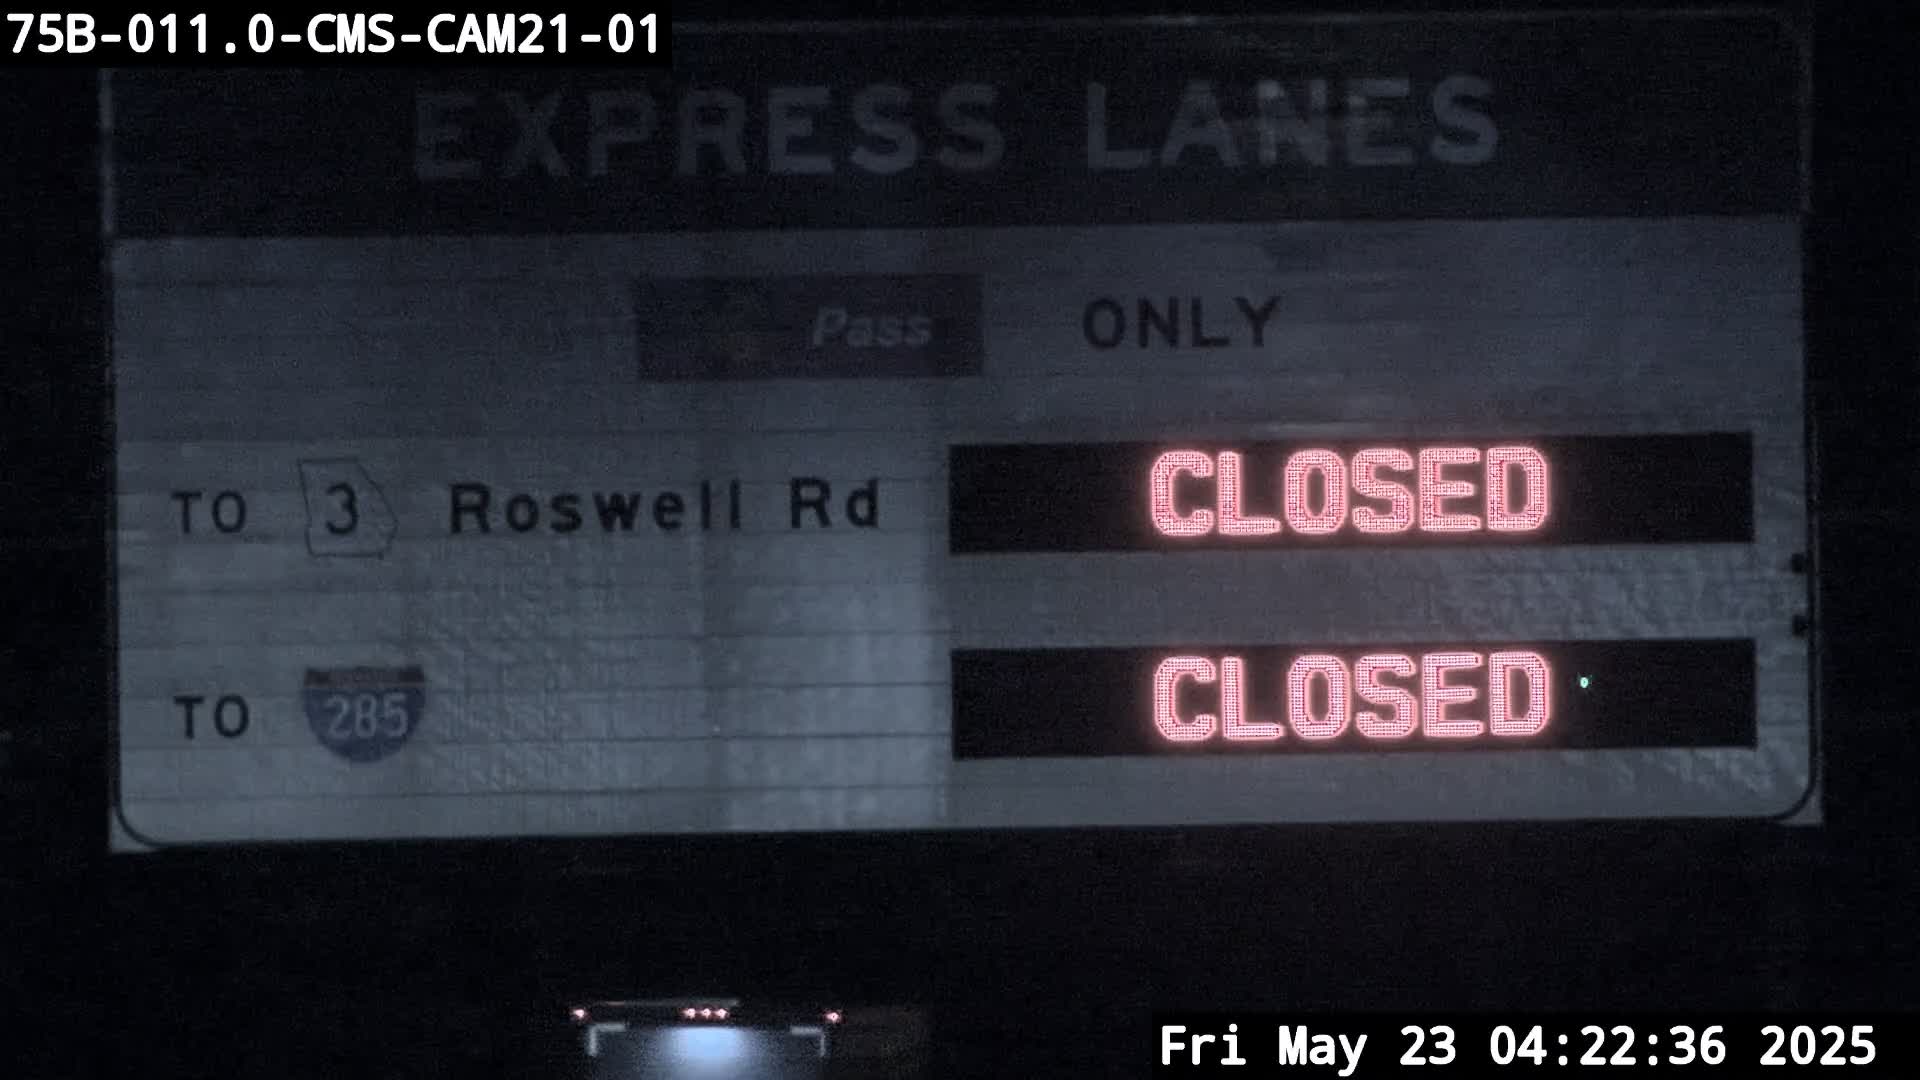 75B-011.0-CMS-CAM21-01
EXPRESS LANES
Pass ONLY
TO 3 Roswell Rd CLOSED
TO 285 CLOSED
Fri May 23 04:22:36 2025